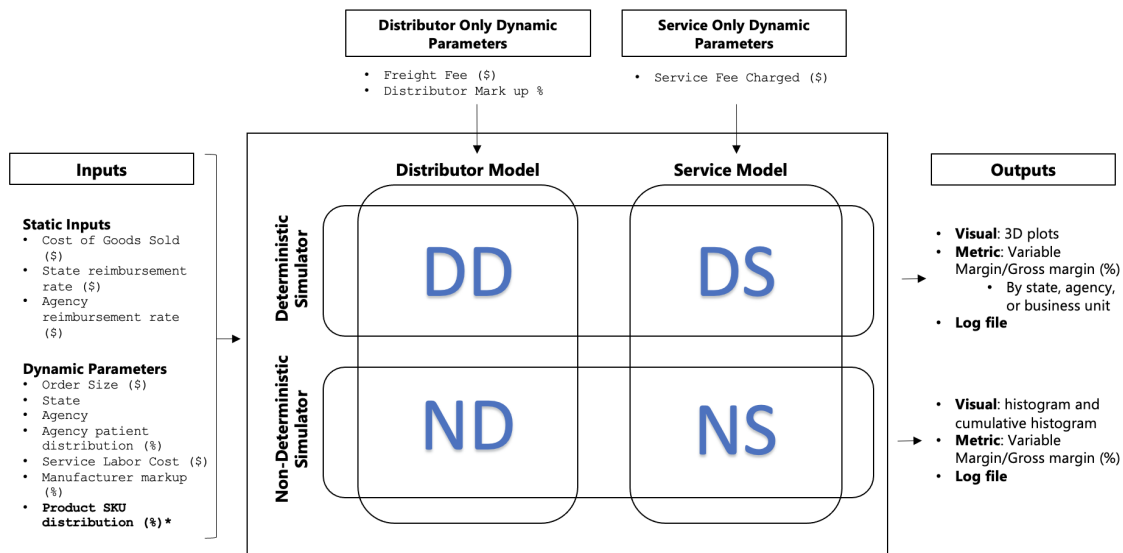 Distributor Only Dynamic
Parameters
• Freight Fee ($)
• Distributor Mark up %
Service Only Dynamic
Parameters
• Service Fee Charged ($)
Inputs
Static Inputs
• Cost of Goods Sold
($)
• State reimbursement
rate ($)
• Agency
reimbursement rate
($)
Dynamic Parameters
• Order Size ($)
• State
• Agency
• Agency patient
distribution (%)
• Service Labor Cost ($)
• Manufacturer markup
(%)
• Product SKU
distribution (%)*
Distributor Model
Service Model
Deterministic
Simulator
DD
DS
Non-Deterministic
Simulator
ND
NS
Outputs
• Visual: 3D plots
• Metric: Variable
Margin/Gross margin (%)
• By state, agency,
or business unit
• Log file
• Visual: histogram and
cumulative histogram
• Metric: Variable
Margin/Gross margin (%)
• Log file